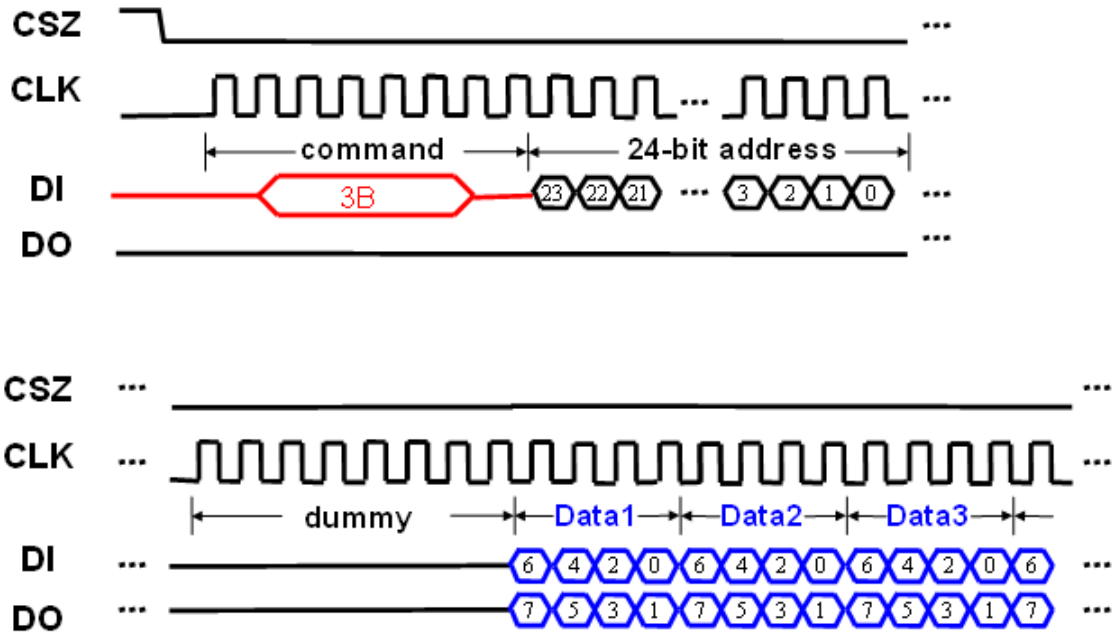 CSZ ...
CLK ... ...
command 24-bit address
DI 3B 23 22 21 ... 3 2 1 0 ...
DO ...
CSZ ... ...
CLK ... ...
dummy Data1 Data2 Data3
DI ... 6 4 2 0 6 4 2 0 6 4 2 0 6 ...
DO ... 7 5 3 1 7 5 3 1 7 5 3 1 7 ...